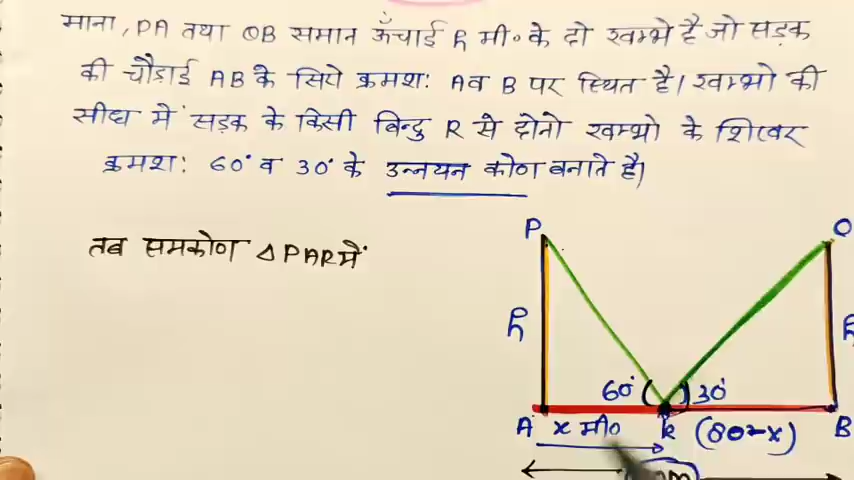 माना, PA तथा OB समान ऊँचाई h मी० के दो खम्भे है जो सड़क
की चौड़ाई AB के सिरो क्रमश: A व B पर स्थित है। खम्भो की
सीध में सड़क के किसी बिन्दु R से दोनो खम्भो के शिखर
क्रमश: 60° व 30° के उन्नयन कोण बनाते है।
तब समकोण △PAR में
P
O
h
h
60°
30°
A
x मी०
R
(80-x)
B